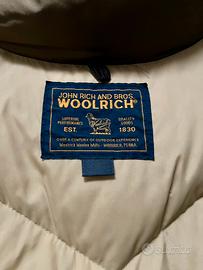 JOHN RICH AND BROS.
WOOLRICH®
SUPERIOR PERFORMANCE
QUALITY GOODS
EST. 1830
OVER A CENTURY OF OUTDOOR EXPERIENCE
Woolrich Woolen Mills - WOOLRICH, PENNA.
subito